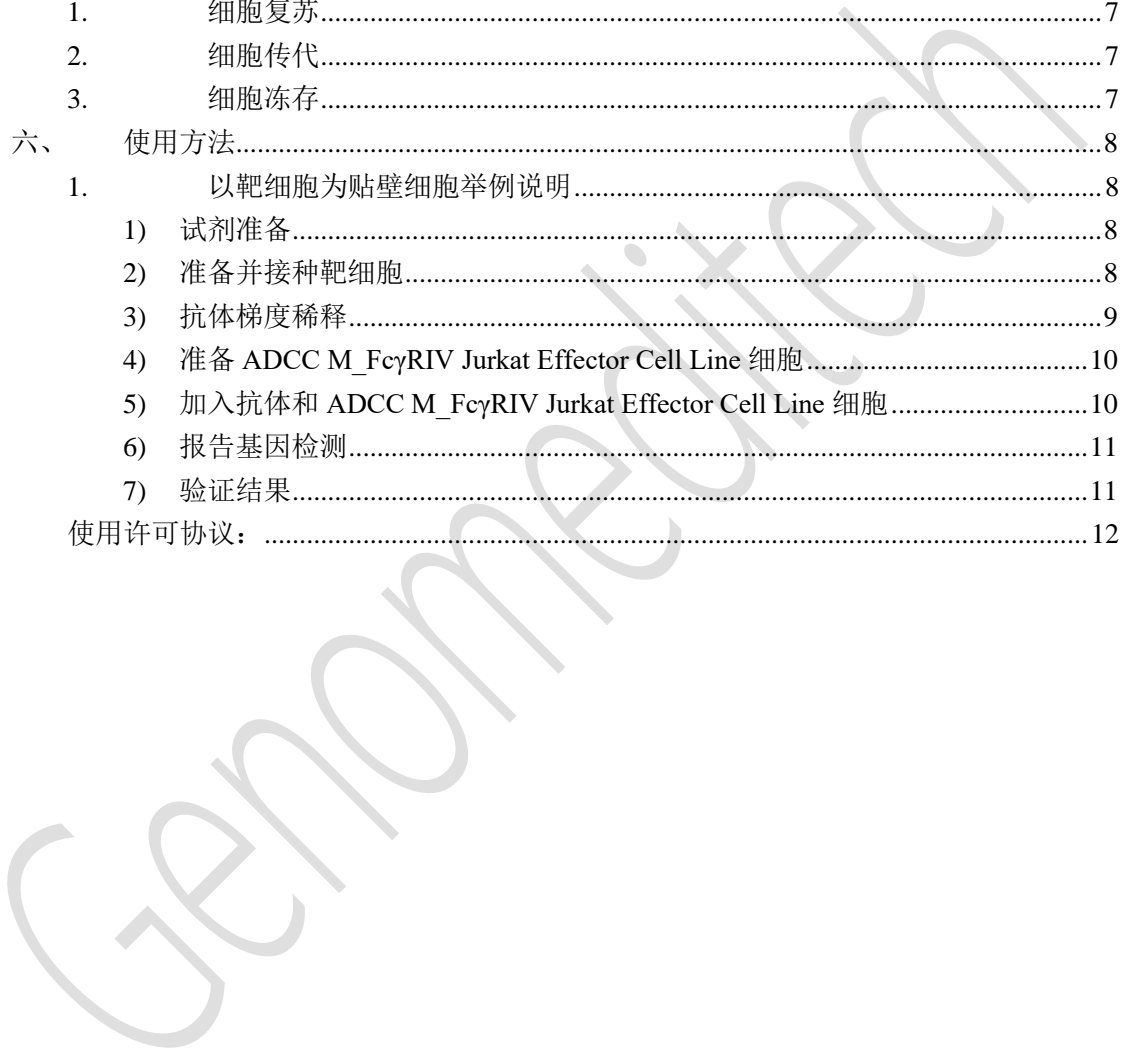 1. 细胞复苏 7
2. 细胞传代 7
3. 细胞冻存 7
六、 使用方法 8
1. 以靶细胞为贴壁细胞举例说明 8
1) 试剂准备 8
2) 准备并接种靶细胞 8
3) 抗体梯度稀释 9
4) 准备 ADCC M_FcγRIV Jurkat Effector Cell Line 细胞 10
5) 加入抗体和 ADCC M_FcγRIV Jurkat Effector Cell Line 细胞 10
6) 报告基因检测 11
7) 验证结果 11
使用许可协议： 12
Genomeditech